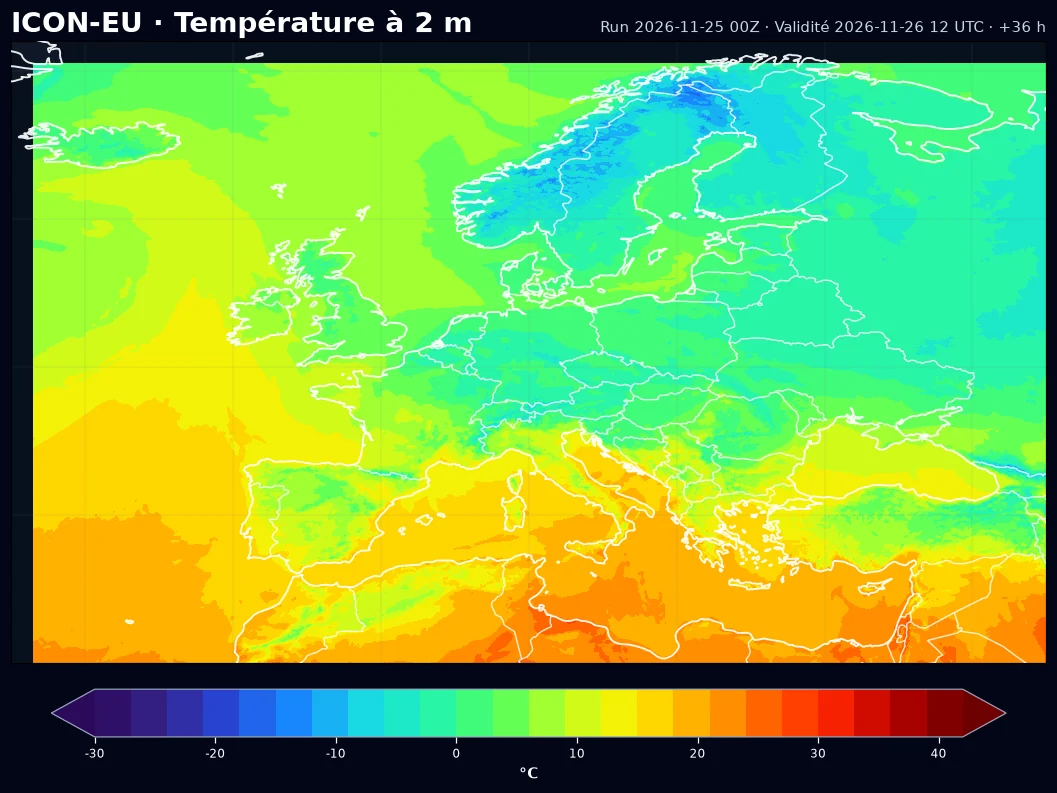 ICON-EU · Température à 2 m
Run 2026-11-25 00Z · Validité 2026-11-26 12 UTC · +36 h
-30 -20 -10 0 10 20 30 40
°C